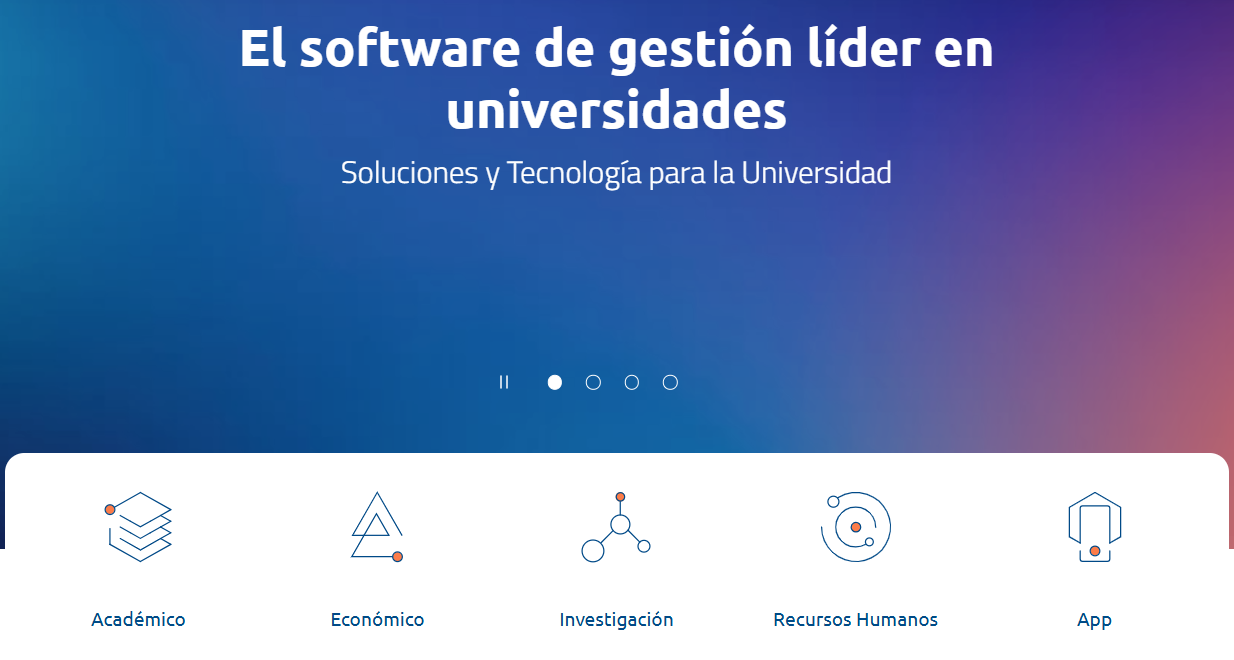 El software de gestión líder en
universidades
Soluciones y Tecnología para la Universidad
Académico
Económico
Investigación
Recursos Humanos
App